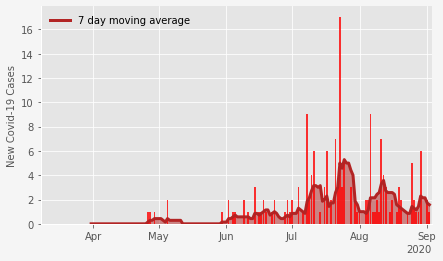 7 day moving average
New Covid-19 Cases
16
14
12
10
8
6
4
2
0
Apr
May
Jun
Jul
Aug
Sep
2020